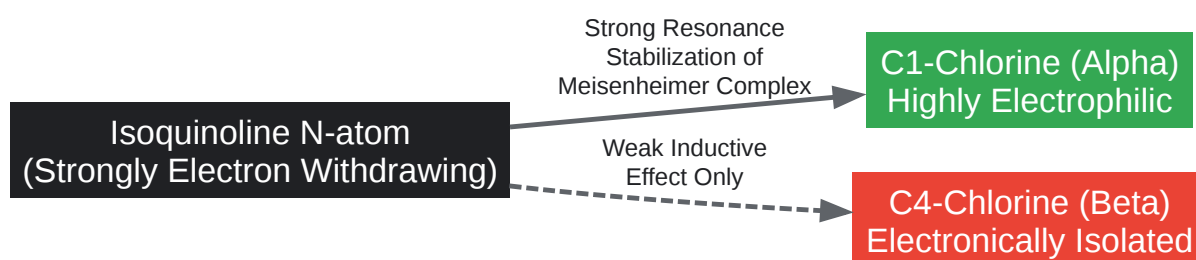 Strong Resonance
Stabilization of
Meisenheimer Complex
C1-Chlorine (Alpha)
Highly Electrophilic
Isoquinoline N-atom
(Strongly Electron Withdrawing)
Weak Inductive
Effect Only
C4-Chlorine (Beta)
Electronically Isolated